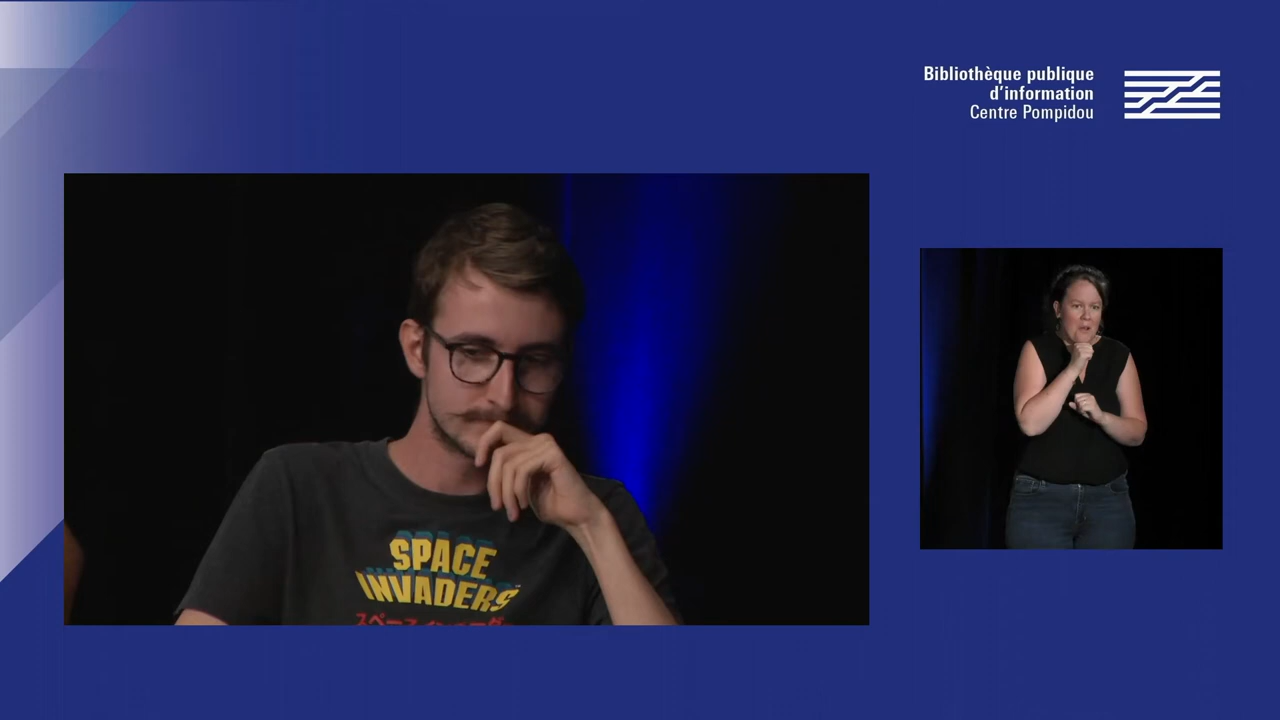 Bibliothèque publique
d'information
Centre Pompidou
SPACE
INVADERS